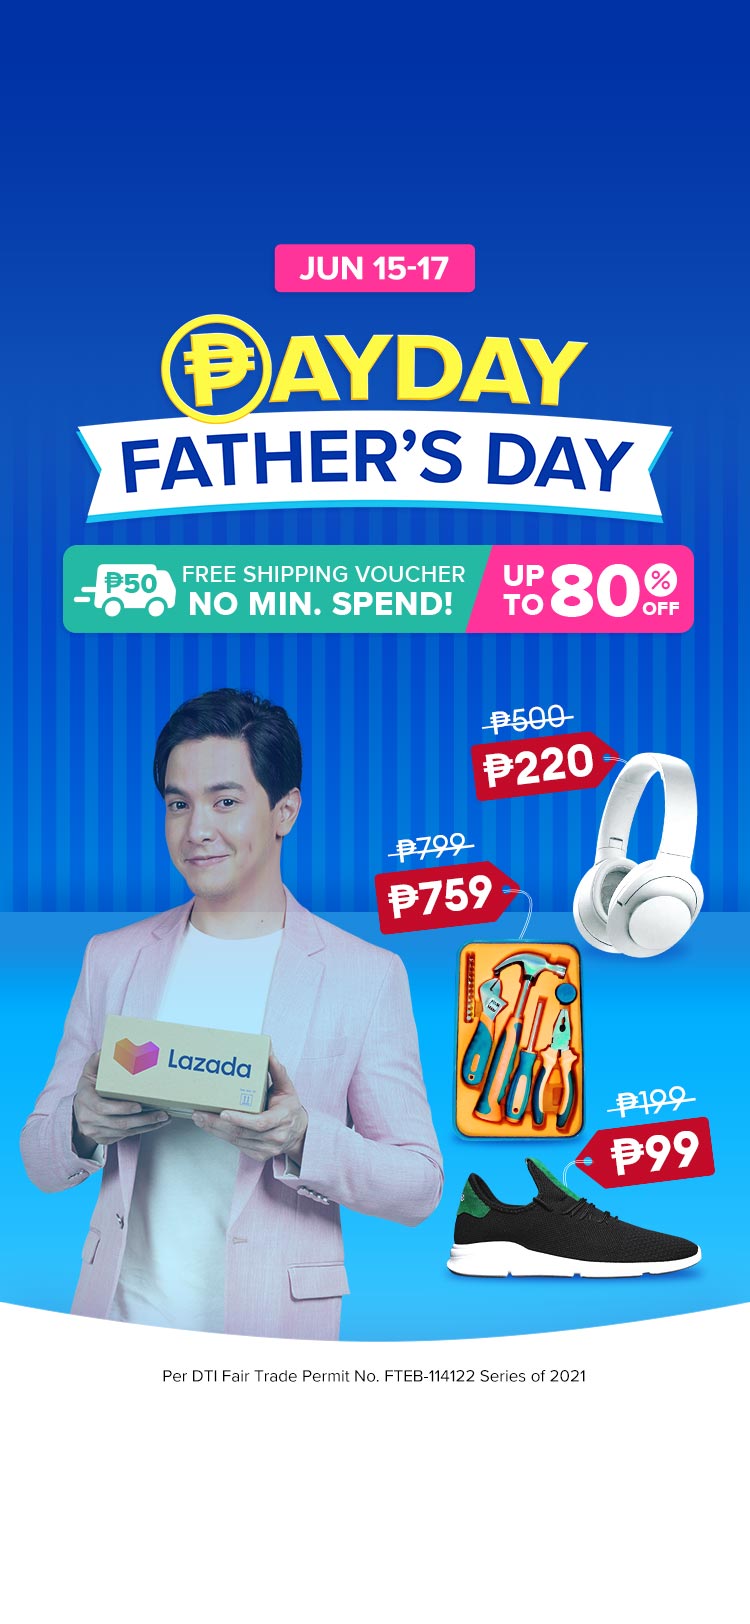 JUN 15-17
₱AYDAY
FATHER'S DAY
₱50
FREE SHIPPING VOUCHER
NO MIN. SPEND!
UP TO 80% OFF
₱500
₱220
₱799
₱759
Lazada
₱199
₱99
Per DTI Fair Trade Permit No. FTEB-114122 Series of 2021